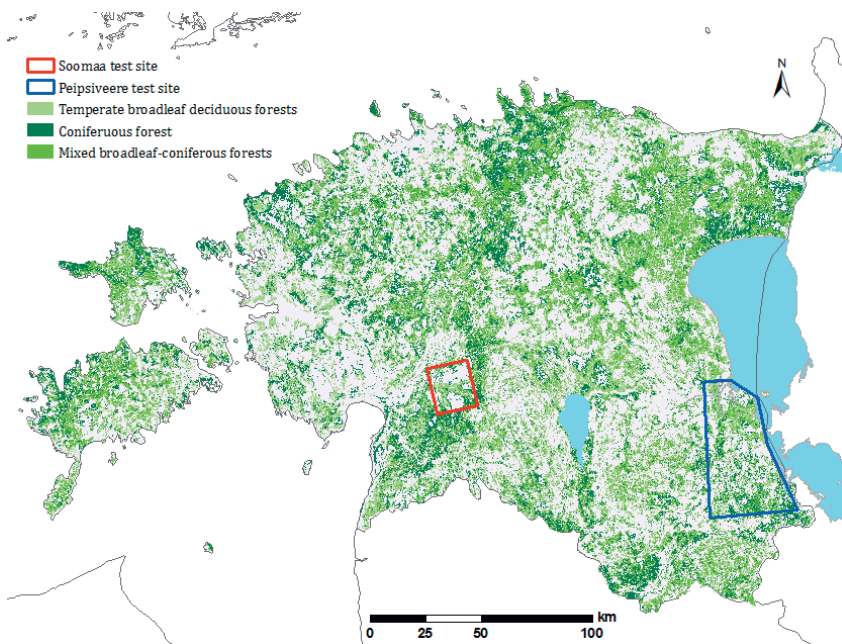 Soomaa test site
Peipsiveere test site
Temperate broadleaf deciduous forests
Coniferuous forest
Mixed broadleaf-coniferous forests
N
km
0 25 50 100